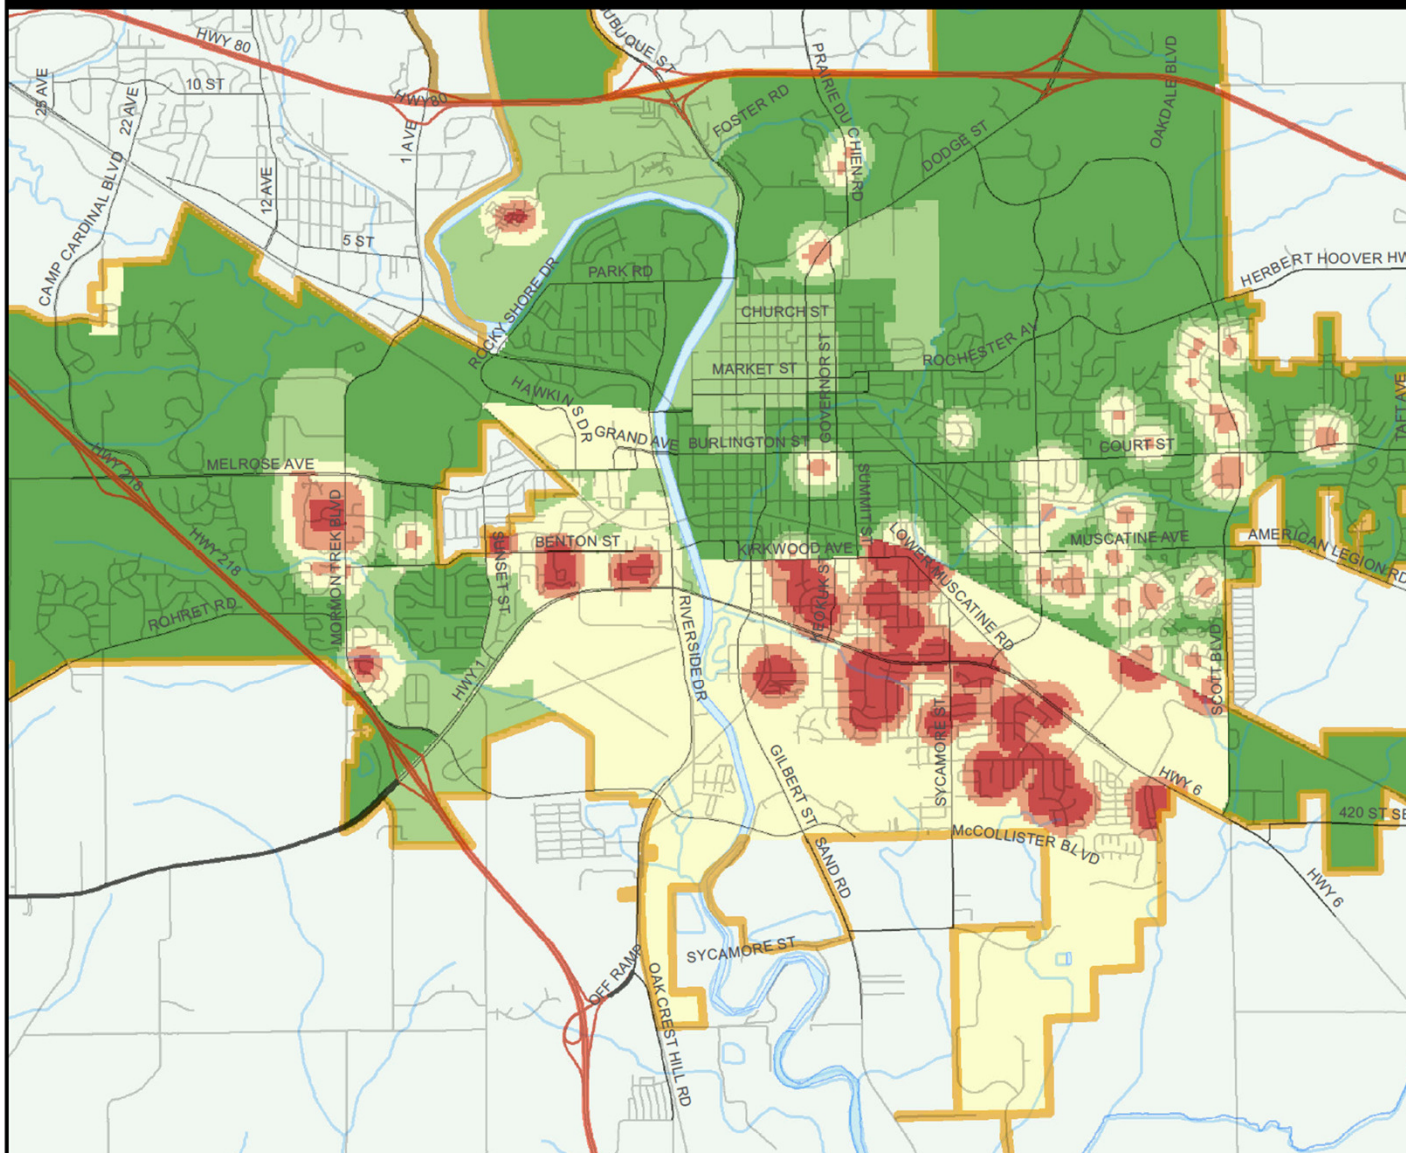 HWY 80
DUBUQUE ST
PRAIRIE DU CHIEN RD
OAKDALE BLVD
25 AVE
10 ST
22 AVE
HWY 80
1 AVE
FOSTER RD
DODGE ST
CAMP CARDINAL BLVD
12 AVE
5 ST
PARK RD
HERBERT HOOVER HW
ROCKY SHORE DR
CHURCH ST
GOVERNOR ST
ROCHESTER AV
MARKET ST
HAWKINS DR
TAFT AVE
GRAND AVE
BURLINGTON ST
COURT ST
HWY 218
MELROSE AVE
SUMMIT ST
MORMON TREK BLVD
HWY 218
SUNSET ST
BENTON ST
KIRKWOOD AVE
LOWER MUSCATINE RD
MUSCATINE AVE
AMERICAN LEGION RD
KEOKUK ST
ROHRET RD
RIVERSIDE DR
SCOTT BLVD
HWY 1
SYCAMORE ST
GILBERT ST
HWY 6
McCOLLISTER BLVD
420 ST SE
SAND RD
HWY 6
SYCAMORE ST
OFF RAMP
OAK CREST HILL RD